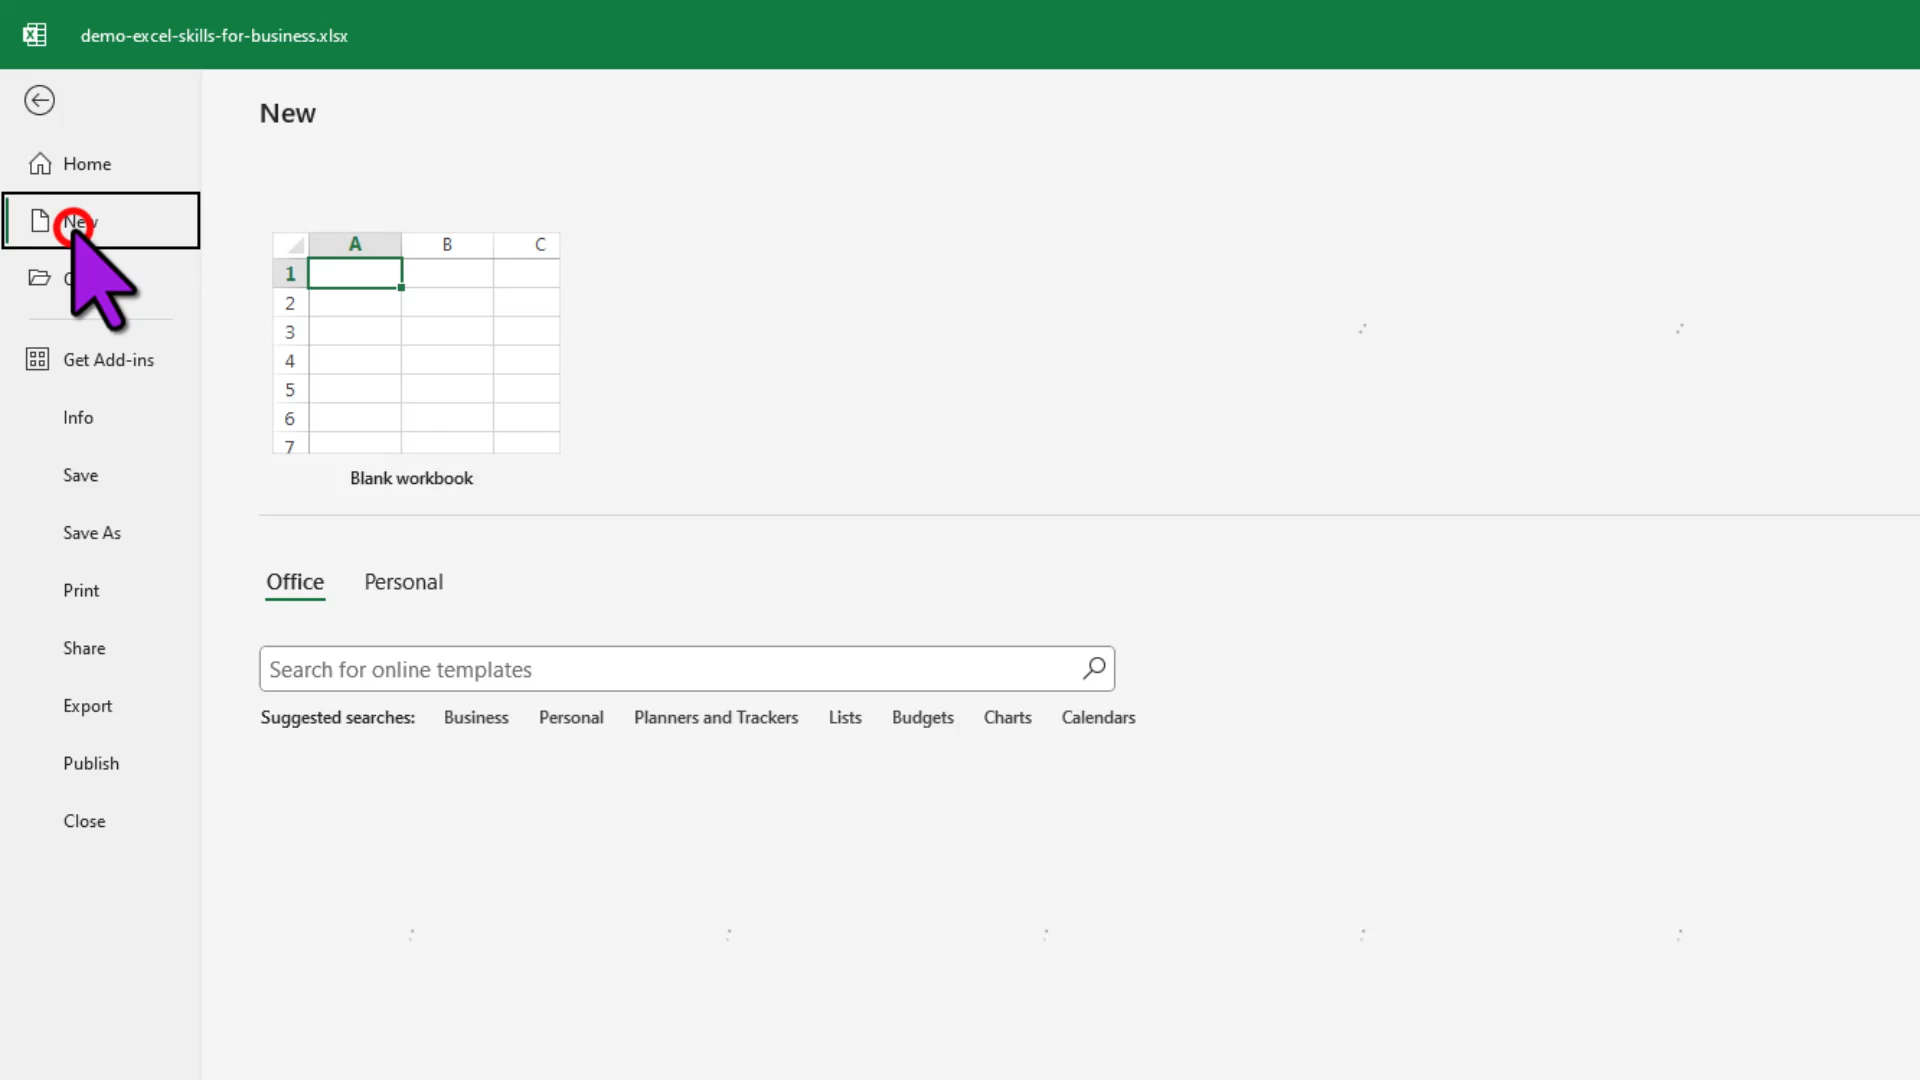 demo-excel-skills-for-business.xlsx
New
Home
New
Get Add-ins
Info
Save
Save As
Print
Share
Export
Publish
Close
A B C
1
2
3
4
5
6
7
Blank workbook
Office Personal
Search for online templates
Suggested searches: Business Personal Planners and Trackers Lists Budgets Charts Calendars